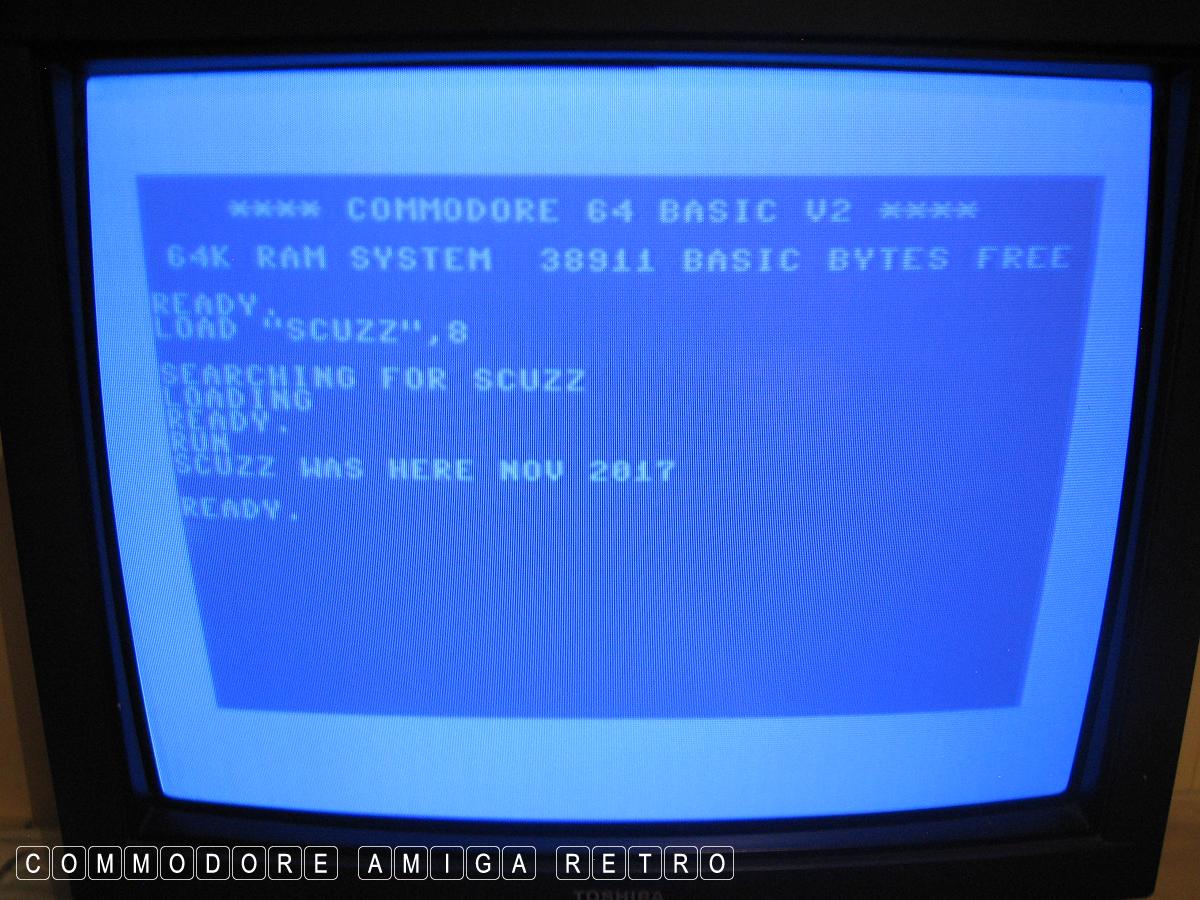 **** COMMODORE 64 BASIC V2 ****
64K RAM SYSTEM  38911 BASIC BYTES FREE
READY.
LOAD "SCUZZ",8
SEARCHING FOR SCUZZ
LOADING
READY.
RUN
SCUZZ WAS HERE NOV 2017
READY.
COMMODORE AMIGA RETRO
TOSHIBA